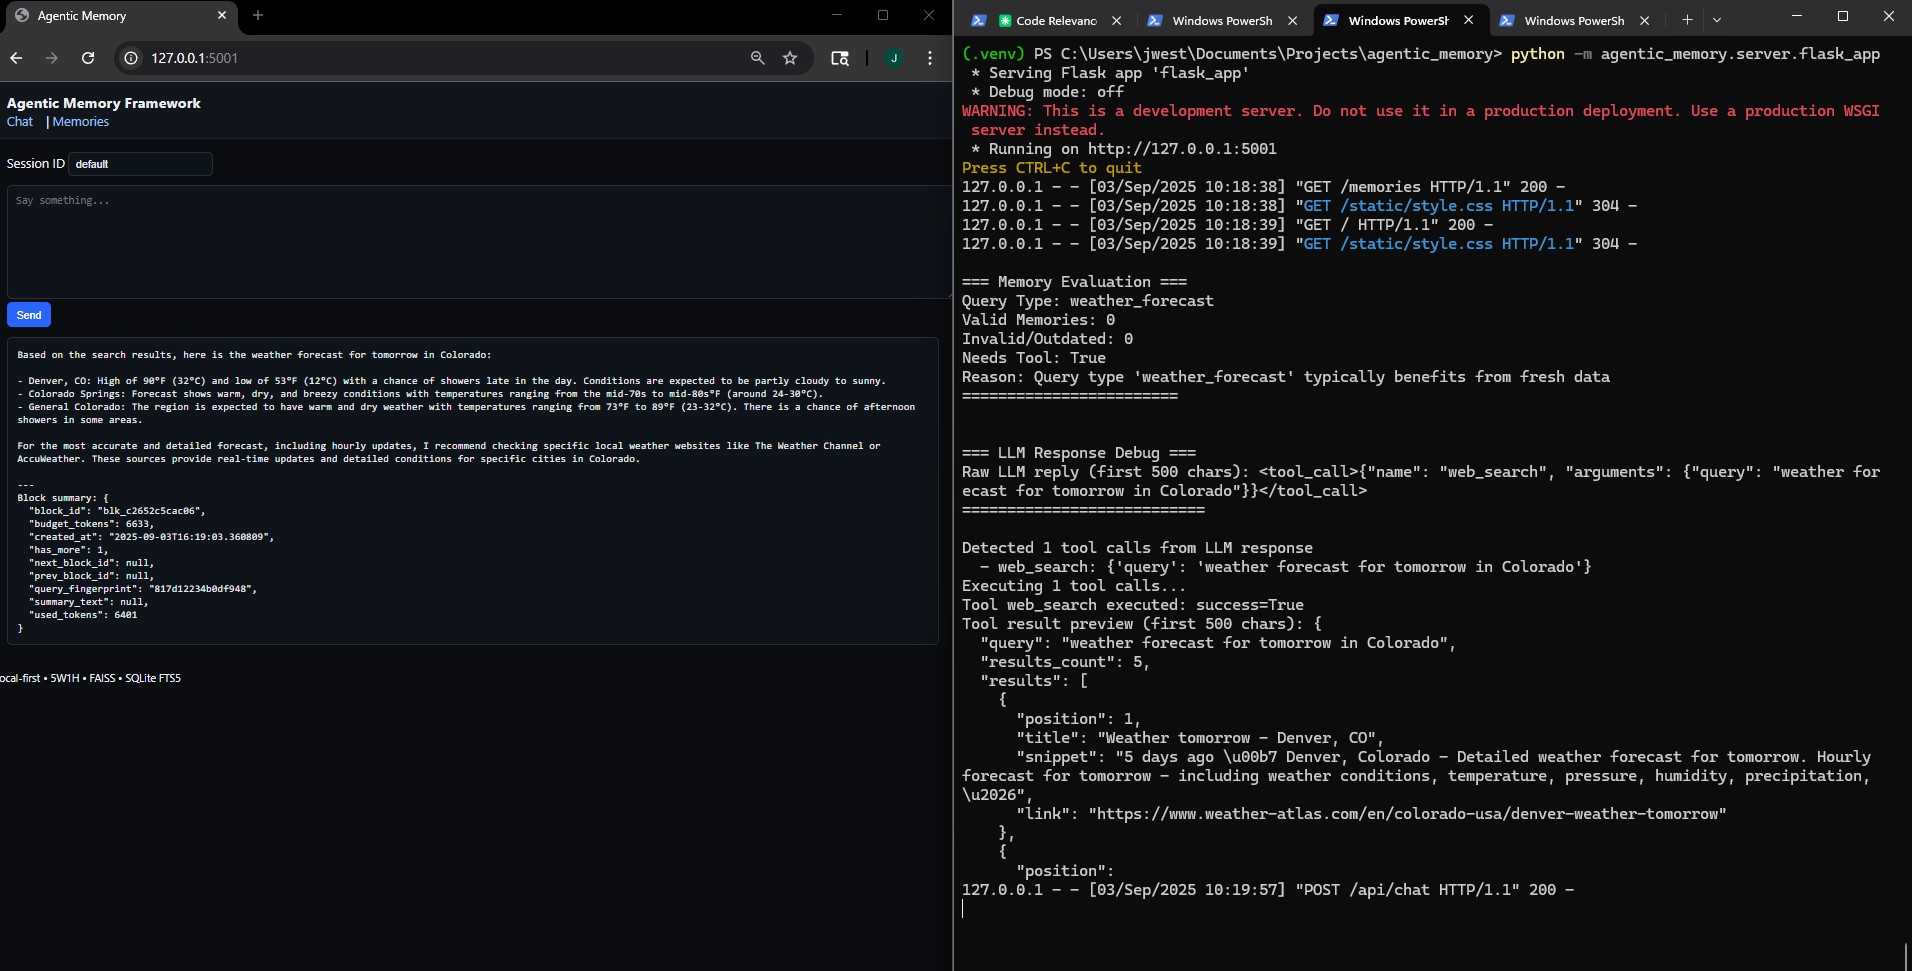 Agentic Memory
127.0.0.1:5001
J
Agentic Memory Framework
Chat | Memories
Session ID default
Say something...
Send
Based on the search results, here is the weather forecast for tomorrow in Colorado:
- Denver, CO: High of 90°F (32°C) and low of 53°F (12°C) with a chance of showers late in the day. Conditions are expected to be partly cloudy to sunny.
- Colorado Springs: Forecast shows warm, dry, and breezy conditions with temperatures ranging from the mid-70s to mid-80s°F (around 24-30°C).
- General Colorado: The region is expected to have warm and dry weather with temperatures ranging from 73°F to 89°F (23-32°C). There is a chance of afternoon
showers in some areas.
For the most accurate and detailed forecast, including hourly updates, I recommend checking specific local weather websites like The Weather Channel or
AccuWeather. These sources provide real-time updates and detailed conditions for specific cities in Colorado.
---
Block summary: {
"block_id": "blk_c2652c5cac06",
"budget_tokens": 6633,
"created_at": "2025-09-03T16:19:03.360809",
"has_more": 1,
"next_block_id": null,
"prev_block_id": null,
"query_fingerprint": "817d12234b0df948",
"summary_text": null,
"used_tokens": 6401
}
ocal-first • 5W1H • FAISS • SQLite FTS5
Code Relevanc
Windows PowerSh
Windows PowerSh
Windows PowerSh
(.venv) PS C:\Users\jwest\Documents\Projects\agentic_memory> python -m agentic_memory.server.flask_app
* Serving Flask app 'flask_app'
* Debug mode: off
WARNING: This is a development server. Do not use it in a production deployment. Use a production WSGI
server instead.
* Running on http://127.0.0.1:5001
Press CTRL+C to quit
127.0.0.1 - - [03/Sep/2025 10:18:38] "GET /memories HTTP/1.1" 200 -
127.0.0.1 - - [03/Sep/2025 10:18:38] "GET /static/style.css HTTP/1.1" 304 -
127.0.0.1 - - [03/Sep/2025 10:18:39] "GET / HTTP/1.1" 200 -
127.0.0.1 - - [03/Sep/2025 10:18:39] "GET /static/style.css HTTP/1.1" 304 -
=== Memory Evaluation ===
Query Type: weather_forecast
Valid Memories: 0
Invalid/Outdated: 0
Needs Tool: True
Reason: Query type 'weather_forecast' typically benefits from fresh data
========================
=== LLM Response Debug ===
Raw LLM reply (first 500 chars): <tool_call>{"name": "web_search", "arguments": {"query": "weather for
ecast for tomorrow in Colorado"}}</tool_call>
===========================
Detected 1 tool calls from LLM response
- web_search: {'query': 'weather forecast for tomorrow in Colorado'}
Executing 1 tool calls...
Tool web_search executed: success=True
Tool result preview (first 500 chars): {
"query": "weather forecast for tomorrow in Colorado",
"results_count": 5,
"results": [
{
"position": 1,
"title": "Weather tomorrow - Denver, CO",
"snippet": "5 days ago \u00b7 Denver, Colorado - Detailed weather forecast for tomorrow. Hourly
forecast for tomorrow - including weather conditions, temperature, pressure, humidity, precipitation,
\u2026",
"link": "https://www.weather-atlas.com/en/colorado-usa/denver-weather-tomorrow"
},
{
"position":
127.0.0.1 - - [03/Sep/2025 10:19:57] "POST /api/chat HTTP/1.1" 200 -